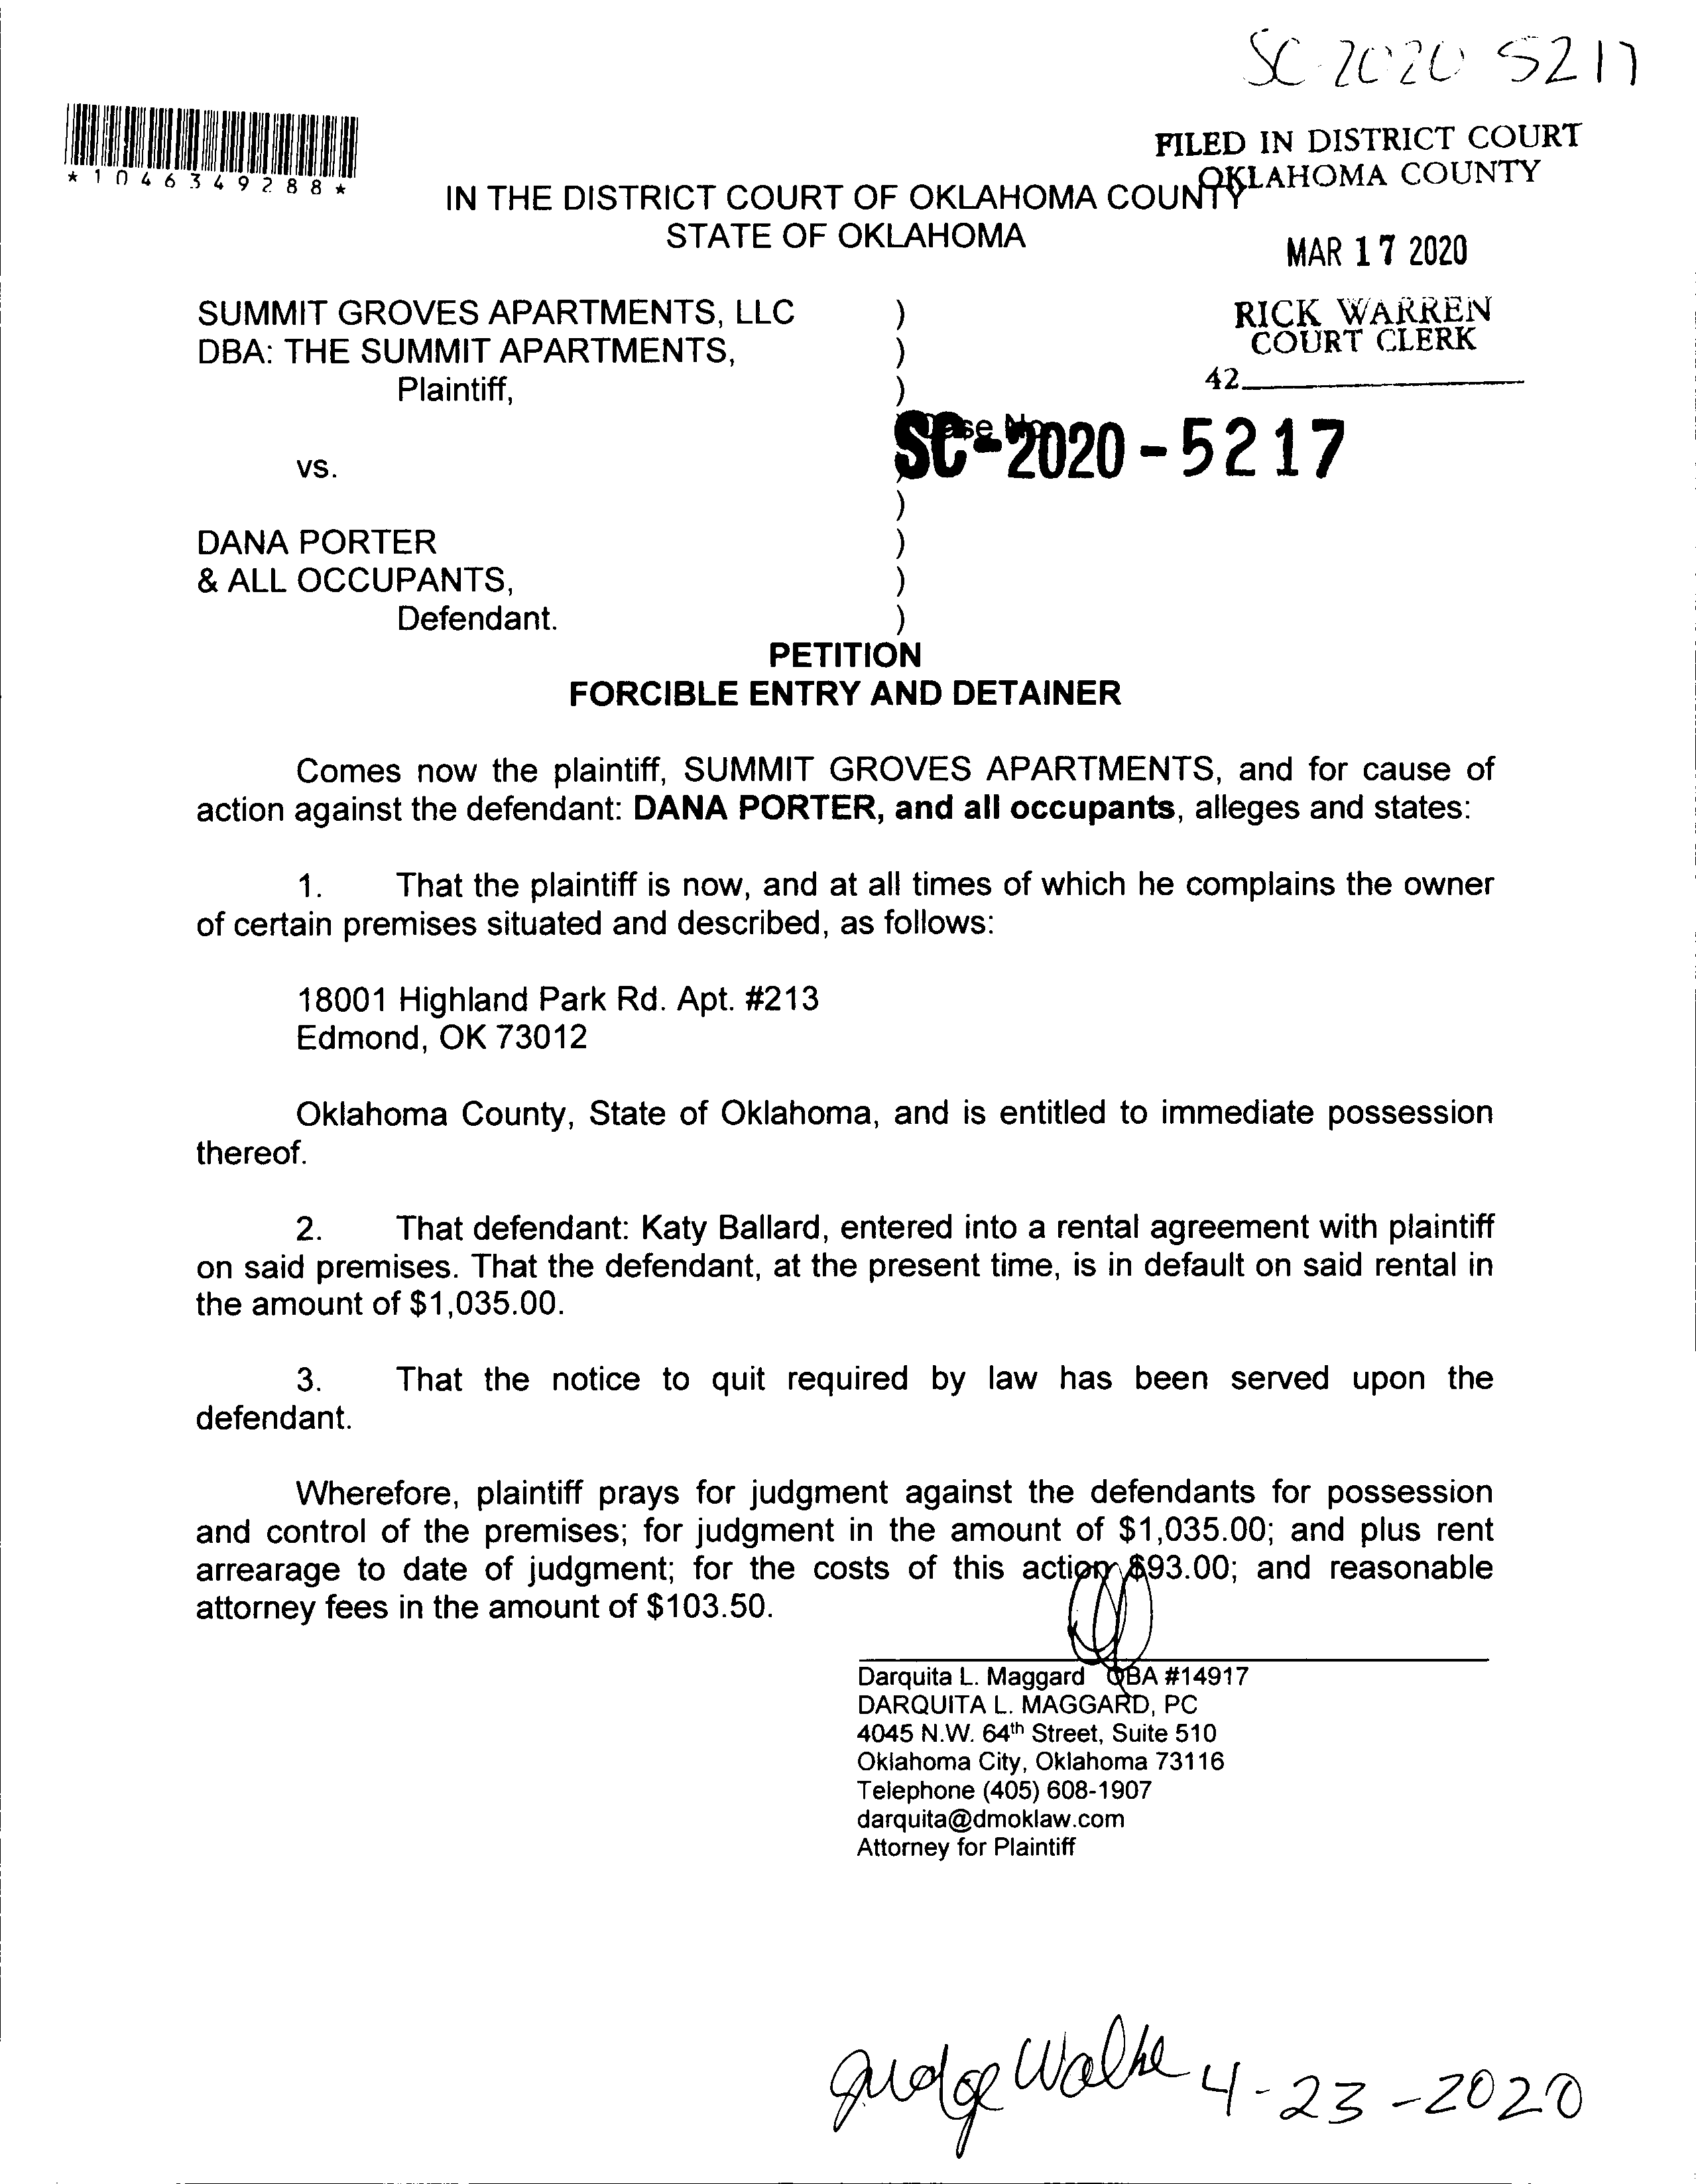 SC-2020 5217
FILED IN DISTRICT COURT
OKLAHOMA COUNTY
*1046349288*
IN THE DISTRICT COURT OF OKLAHOMA COUNTY
STATE OF OKLAHOMA
MAR 17 2020
SUMMIT GROVES APARTMENTS, LLC )
RICK WARREN
DBA: THE SUMMIT APARTMENTS, )
COURT CLERK
Plaintiff, )
42
Case No.
SC-2020-5217
vs. )
)
DANA PORTER )
& ALL OCCUPANTS, )
Defendant. )
PETITION
FORCIBLE ENTRY AND DETAINER
Comes now the plaintiff, SUMMIT GROVES APARTMENTS, and for cause of
action against the defendant: DANA PORTER, and all occupants, alleges and states:
1. That the plaintiff is now, and at all times of which he complains the owner
of certain premises situated and described, as follows:
18001 Highland Park Rd. Apt. #213
Edmond, OK 73012
Oklahoma County, State of Oklahoma, and is entitled to immediate possession
thereof.
2. That defendant: Katy Ballard, entered into a rental agreement with plaintiff
on said premises. That the defendant, at the present time, is in default on said rental in
the amount of $1,035.00.
3. That the notice to quit required by law has been served upon the
defendant.
Wherefore, plaintiff prays for judgment against the defendants for possession
and control of the premises; for judgment in the amount of $1,035.00; and plus rent
arrearage to date of judgment; for the costs of this action $93.00; and reasonable
attorney fees in the amount of $103.50.
Darquita L. Maggard OBA #14917
DARQUITA L. MAGGARD, PC
4045 N.W. 64th Street, Suite 510
Oklahoma City, Oklahoma 73116
Telephone (405) 608-1907
darquita@dmoklaw.com
Attorney for Plaintiff
Judge Walke 4-23-2020